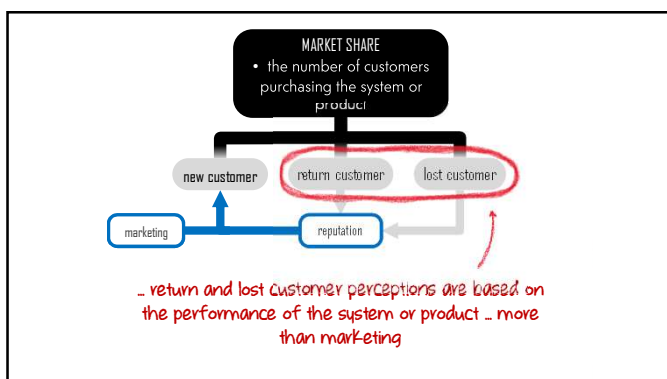 MARKET SHARE
• the number of customers
purchasing the system or
product
new customer
return customer
lost customer
marketing
reputation
... return and lost customer perceptions are based on
the performance of the system or product ... more
than marketing